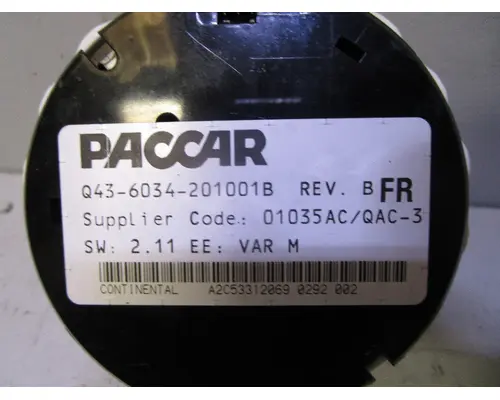 PACCAR
Q43-6034-201001B REV. B FR
Supplier Code: 01035AC/QAC-3
SW: 2.11 EE: VAR M
CONTINENTAL A2C53312069 0292 002